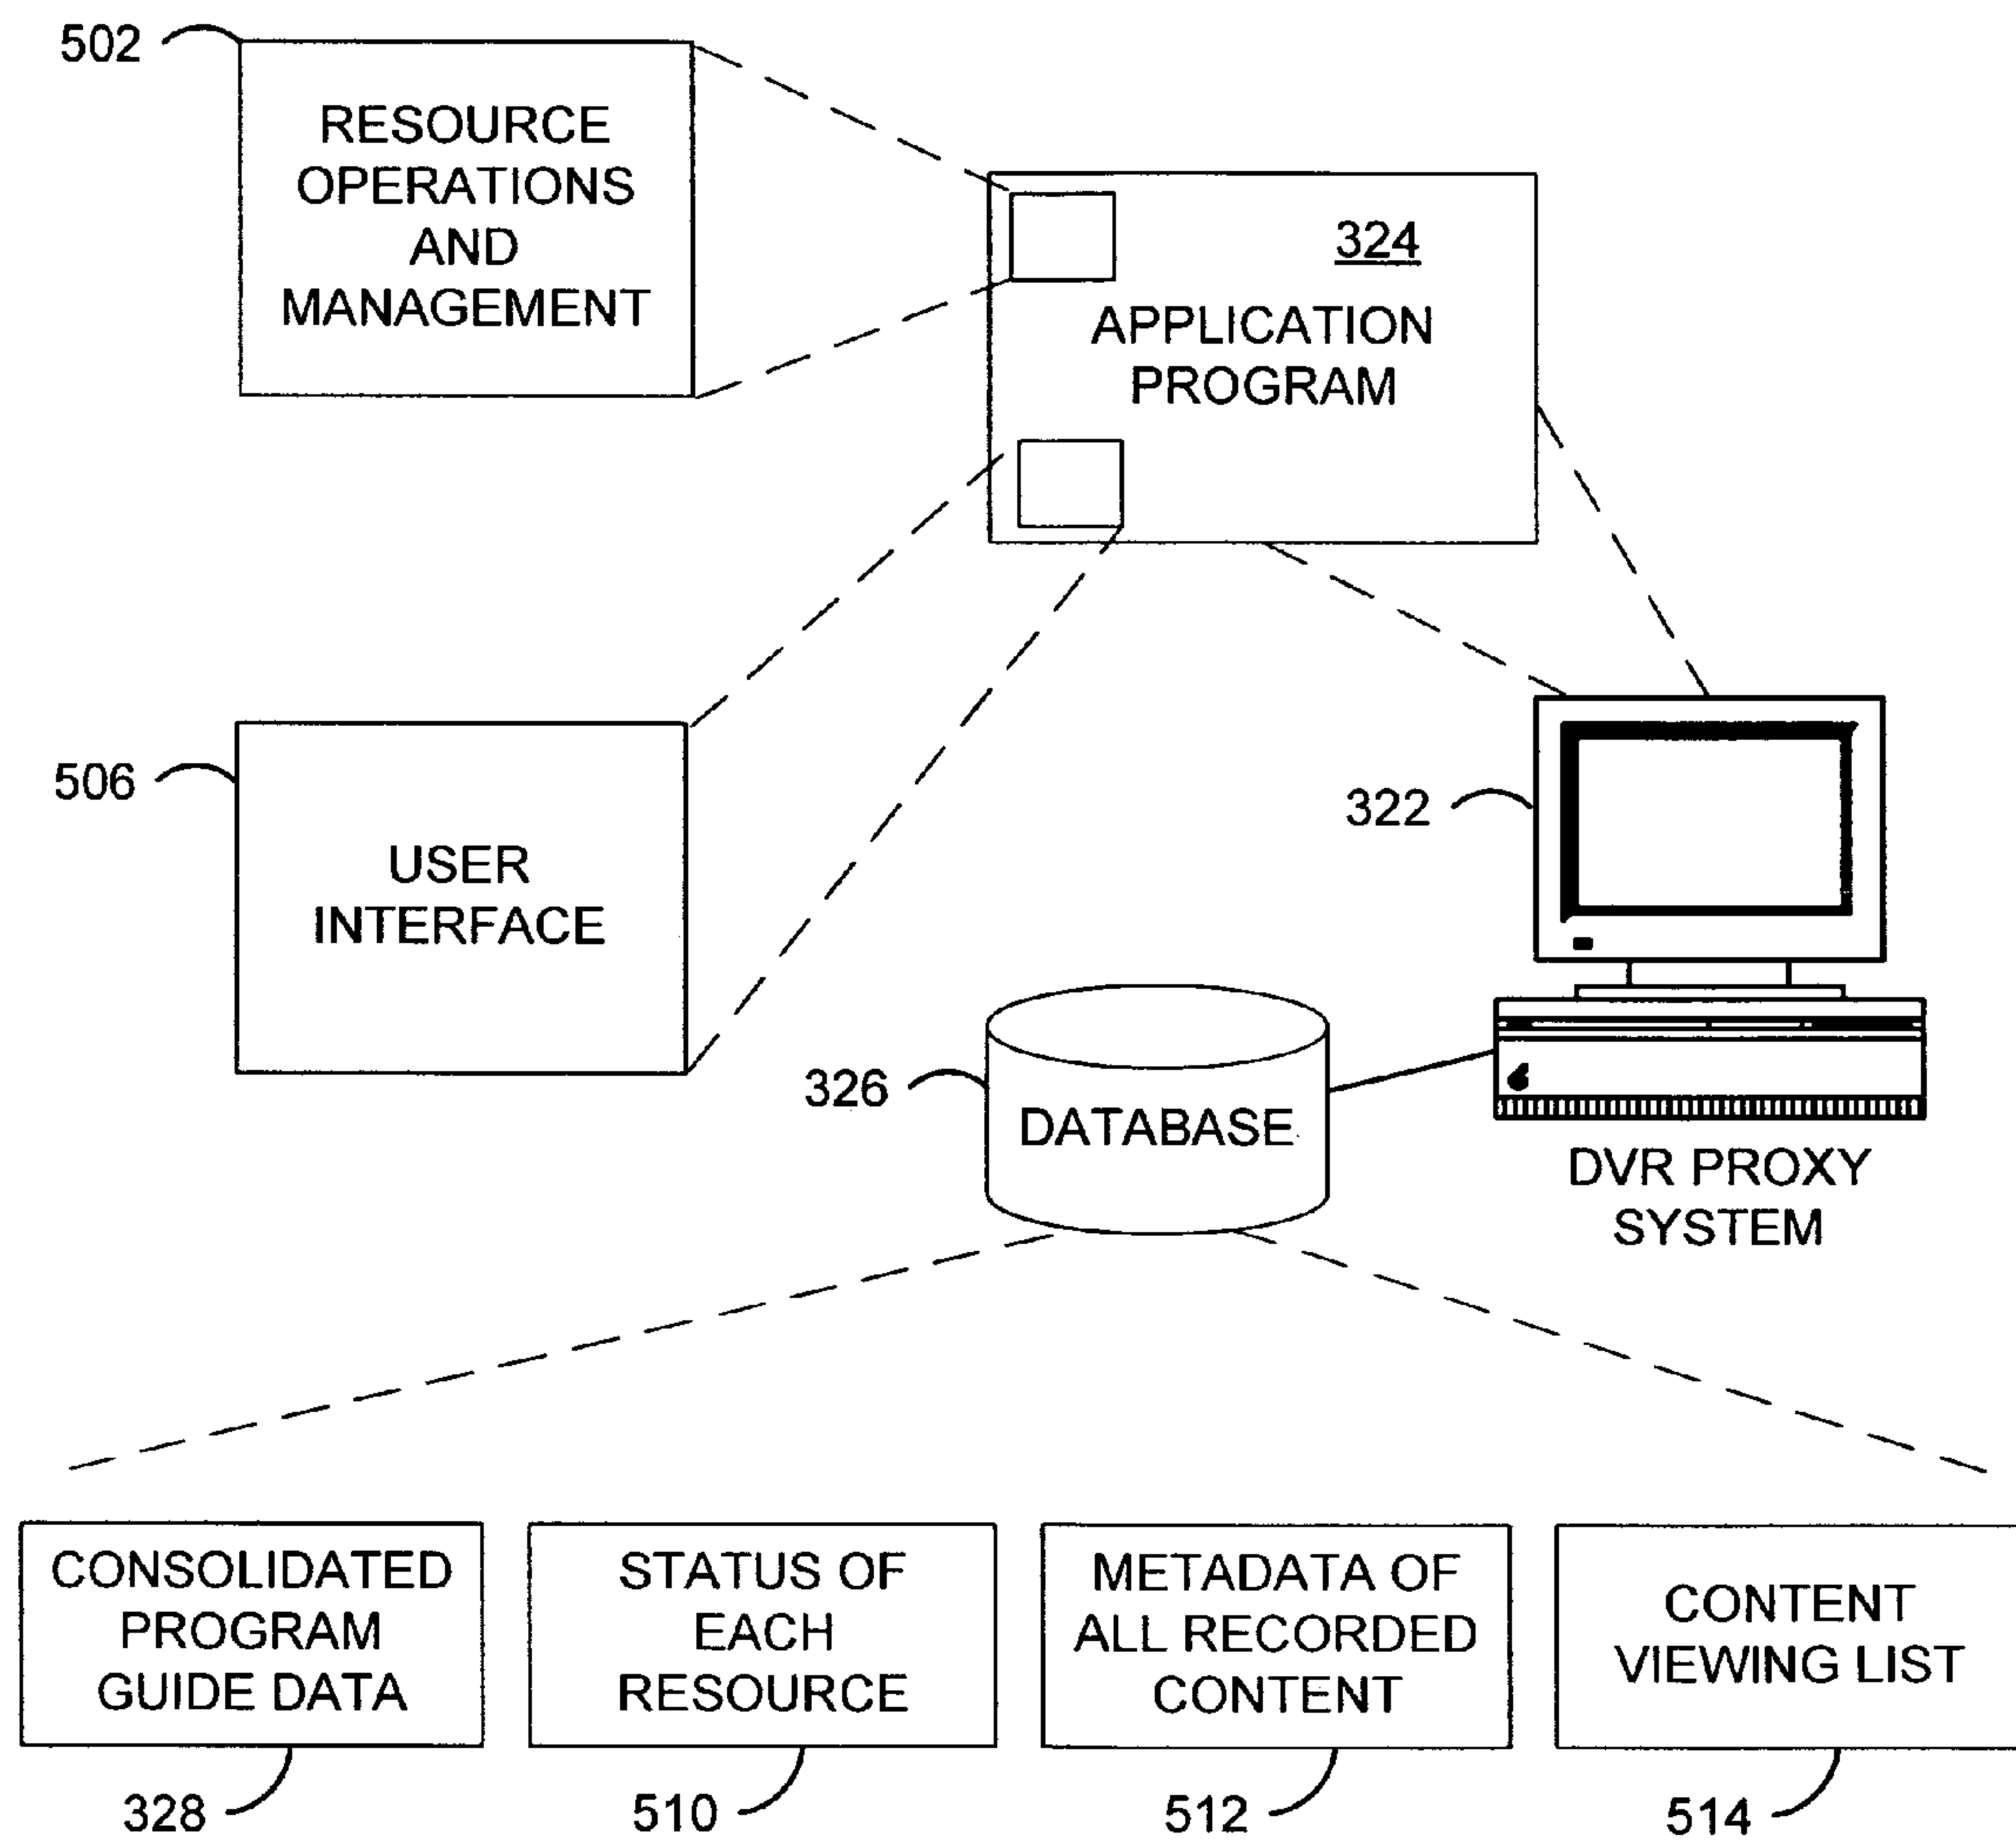 502
RESOURCE
OPERATIONS
AND
MANAGEMENT
324
APPLICATION
PROGRAM
506
USER
INTERFACE
322
326
DATABASE
DVR PROXY
SYSTEM
CONSOLIDATED
PROGRAM
GUIDE DATA
STATUS OF
EACH
RESOURCE
METADATA OF
ALL RECORDED
CONTENT
CONTENT
VIEWING LIST
328
510
512
514